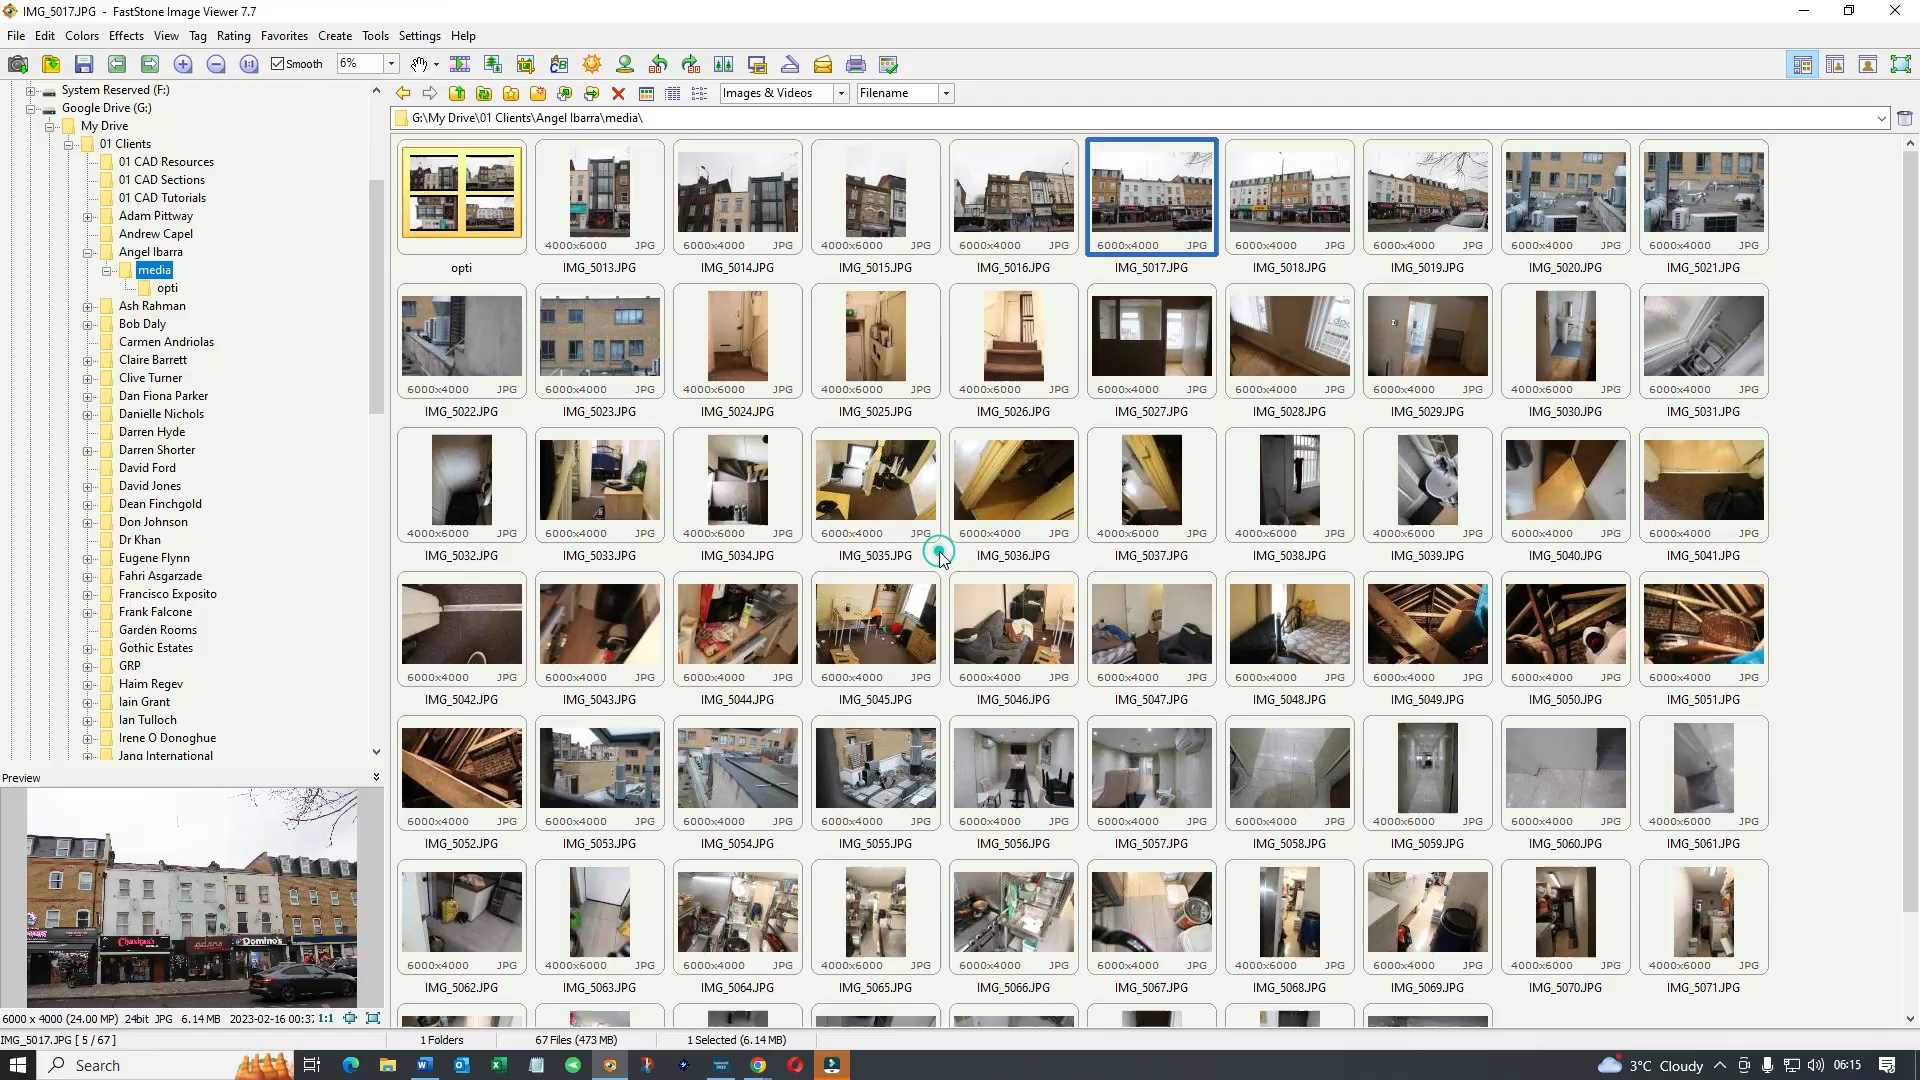 IMG_5017.JPG - FastStone Image Viewer 7.7
File Edit Colors Effects View Tag Rating Favorites Create Tools Settings Help
Smooth 6%
Images & Videos Filename
G:\My Drive\01 Clients\Angel Ibarra\media\
System Reserved (F:)
Google Drive (G:)
My Drive
01 Clients
01 CAD Resources
01 CAD Sections
01 CAD Tutorials
Adam Pittway
Andrew Capel
Angel Ibarra
media
opti
Ash Rahman
Bob Daly
Carmen Andriolas
Claire Barrett
Clive Turner
Dan Fiona Parker
Danielle Nichols
Darren Hyde
Darren Shorter
David Ford
David Jones
Dean Finchgold
Don Johnson
Dr Khan
Eugene Flynn
Fahri Asgarzade
Francisco Exposito
Frank Falcone
Garden Rooms
Gothic Estates
GRP
Haim Regev
Iain Grant
Ian Tulloch
Irene O Donoghue
Jang International
4000x6000 JPG 6000x4000 JPG 4000x6000 JPG 6000x4000 JPG 6000x4000 JPG 6000x4000 JPG 6000x4000 JPG 6000x4000 JPG 6000x4000 JPG
opti IMG_5013.JPG IMG_5014.JPG IMG_5015.JPG IMG_5016.JPG IMG_5017.JPG IMG_5018.JPG IMG_5019.JPG IMG_5020.JPG IMG_5021.JPG
6000x4000 JPG 6000x4000 JPG 4000x6000 JPG 4000x6000 JPG 4000x6000 JPG 6000x4000 JPG 6000x4000 JPG 6000x4000 JPG 4000x6000 JPG 6000x4000 JPG
IMG_5022.JPG IMG_5023.JPG IMG_5024.JPG IMG_5025.JPG IMG_5026.JPG IMG_5027.JPG IMG_5028.JPG IMG_5029.JPG IMG_5030.JPG IMG_5031.JPG
4000x6000 JPG 6000x4000 JPG 4000x6000 JPG 6000x4000 JPG 6000x4000 JPG 4000x6000 JPG 4000x6000 JPG 4000x6000 JPG 6000x4000 JPG 6000x4000 JPG
IMG_5032.JPG IMG_5033.JPG IMG_5034.JPG IMG_5035.JPG IMG_5036.JPG IMG_5037.JPG IMG_5038.JPG IMG_5039.JPG IMG_5040.JPG IMG_5041.JPG
6000x4000 JPG 6000x4000 JPG 6000x4000 JPG 6000x4000 JPG 6000x4000 JPG 6000x4000 JPG 6000x4000 JPG 6000x4000 JPG 6000x4000 JPG 6000x4000 JPG
IMG_5042.JPG IMG_5043.JPG IMG_5044.JPG IMG_5045.JPG IMG_5046.JPG IMG_5047.JPG IMG_5048.JPG IMG_5049.JPG IMG_5050.JPG IMG_5051.JPG
6000x4000 JPG 6000x4000 JPG 6000x4000 JPG 6000x4000 JPG 6000x4000 JPG 6000x4000 JPG 6000x4000 JPG 4000x6000 JPG 6000x4000 JPG 4000x6000 JPG
IMG_5052.JPG IMG_5053.JPG IMG_5054.JPG IMG_5055.JPG IMG_5056.JPG IMG_5057.JPG IMG_5058.JPG IMG_5059.JPG IMG_5060.JPG IMG_5061.JPG
6000x4000 JPG 4000x6000 JPG 6000x4000 JPG 4000x6000 JPG 6000x4000 JPG 6000x4000 JPG 4000x6000 JPG 6000x4000 JPG 4000x6000 JPG 4000x6000 JPG
IMG_5062.JPG IMG_5063.JPG IMG_5064.JPG IMG_5065.JPG IMG_5066.JPG IMG_5067.JPG IMG_5068.JPG IMG_5069.JPG IMG_5070.JPG IMG_5071.JPG
Preview
Domino's
6000 x 4000 (24.00 MP) 24bit JPG 6.14 MB 2023-02-16 00:37 1:1
IMG_5017.JPG [ 5 / 67 ] 1 Folders 67 Files (473 MB) 1 Selected (6.14 MB)
Search 3°C Cloudy 06:15